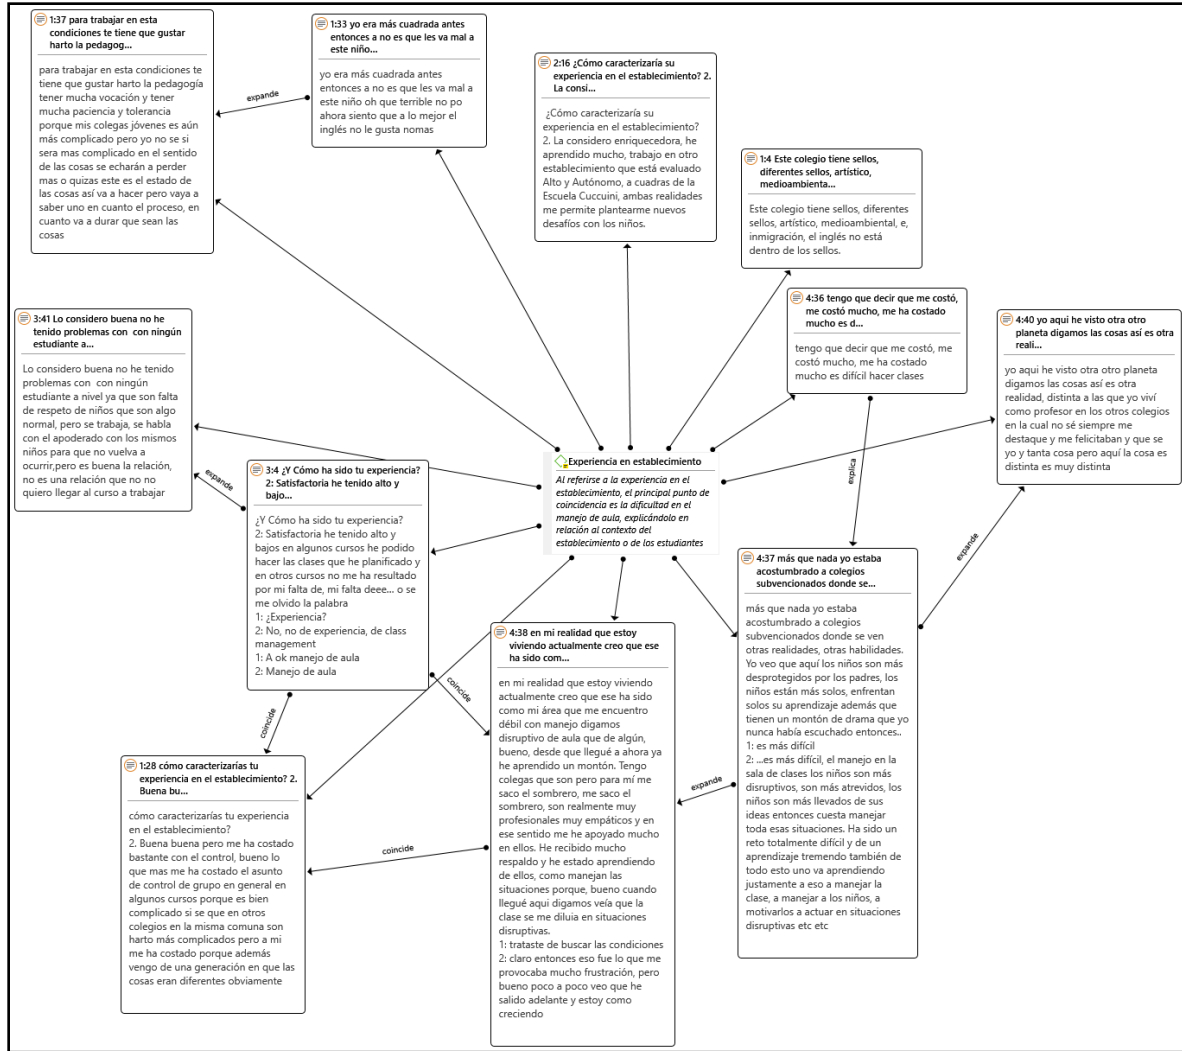 1:37 para trabajar en esta
condiciones te tiene que gustar
harto la pedagog...
para trabajar en esta condiciones te
tiene que gustar harto la pedagogía
tener mucha vocación y tener
mucha paciencia y tolerancia
porque mis colegas jóvenes es aún
más complicado pero yo no se si
sera mas complicado en el sentido
de las cosas se echarán a perder
mas o quizas este es el estado de
las cosas así va a hacer pero vaya a
saber uno en cuanto el proceso, en
cuanto va a durar que sean las
cosas
expande
1:33 yo era más cuadrada antes
entonces a no es que les va mal a
este niño...
yo era más cuadrada antes
entonces a no es que les va mal a
este niño oh que terrible no po
ahora siento que a lo mejor el
inglés no le gusta nomas
2:16 ¿Cómo caracterizaría su
experiencia en el establecimiento? 2.
La consi...
¿Cómo caracterizaría su
experiencia en el establecimiento?
2. La considero enriquecedora, he
aprendido mucho, trabajo en otro
establecimiento que está evaluado
Alto y Autónomo, a cuadras de la
Escuela Cuccuini, ambas realidades
me permite plantearme nuevos
desafíos con los niños.
1:4 Este colegio tiene sellos,
diferentes sellos, artístico,
medioambienta...
Este colegio tiene sellos, diferentes
sellos, artístico, medioambiental, e,
inmigración, el inglés no está
dentro de los sellos.
4:36 tengo que decir que me costó,
me costó mucho, me ha costado
mucho es d...
tengo que decir que me costó, me
costó mucho, me ha costado
mucho es difícil hacer clases
4:40 yo aqui he visto otra otro
planeta digamos las cosas así es otra
reali...
yo aqui he visto otra otro planeta
digamos las cosas así es otra
realidad, distinta a las que yo viví
como profesor en los otros colegios
en la cual no sé siempre me
destaque y me felicitaban y que se
yo y tanta cosa pero aquí la cosa es
distinta es muy distinta
3:41 Lo considero buena no he
tenido problemas con  con ningún
estudiante a...
Lo considero buena no he tenido
problemas con  con ningún
estudiante a nivel ya que son falta
de respeto de niños que son algo
normal, pero se trabaja, se habla
con el apoderado con los mismos
niños para que no vuelva a
ocurrir,pero es buena la relación,
no es una relación que no no
quiero llegar al curso a trabajar
expande
3:4 ¿Y Cómo ha sido tu experiencia?
2: Satisfactoria he tenido alto y
bajo...
¿Y Cómo ha sido tu experiencia?
2: Satisfactoria he tenido alto y
bajos en algunos cursos he podido
hacer las clases que he planificado y
en otros cursos no me ha resultado
por mi falta de, mi falta deee... o se
me olvido la palabra
1: ¿Experiencia?
2: No, no de experiencia, de class
management
1: A ok manejo de aula
2: Manejo de aula
Experiencia en establecimiento
Al referirse a la experiencia en el
establecimiento, el principal punto de
coincidencia es la dificultad en el
manejo de aula, explicándolo en
relación al contexto del
establecimiento o de los estudiantes
explica
expande
4:37 más que nada yo estaba
acostumbrado a colegios
subvencionados donde se...
más que nada yo estaba
acostumbrado a colegios
subvencionados donde se ven
otras realidades, otras habilidades.
Yo veo que aquí los niños son más
desprotegidos por los padres, los
niños están más solos, enfrentan
solos su aprendizaje además que
tienen un montón de drama que yo
nunca había escuchado entonces..
1: es más difícil
2: ...es más difícil, el manejo en la
sala de clases los niños son más
disruptivos, son más atrevidos, los
niños son más llevados de sus
ideas entonces cuesta manejar
toda esas situaciones. Ha sido un
reto totalmente difícil y de un
aprendizaje tremendo también de
todo esto uno va aprendiendo
justamente a eso a manejar la
clase, a manejar a los niños, a
motivarlos a actuar en situaciones
disruptivas etc etc
expande
4:38 en mi realidad que estoy
viviendo actualmente creo que ese
ha sido com...
en mi realidad que estoy viviendo
actualmente creo que ese ha sido
como mi área que me encuentro
débil con manejo digamos
disruptivo de aula que de algún,
bueno, desde que llegué a ahora ya
he aprendido un montón. Tengo
colegas que son pero para mí me
saco el sombrero, me saco el
sombrero, son realmente muy
profesionales muy empáticos y en
ese sentido me he apoyado mucho
en ellos. He recibido mucho
respaldo y he estado aprendiendo
de ellos, como manejan las
situaciones porque, bueno cuando
llegué aqui digamos veía que la
clase se me diluia en situaciones
disruptivas.
1: trataste de buscar las condiciones
2: claro entonces eso fue lo que me
provocaba mucho frustración, pero
bueno poco a poco veo que he
salido adelante y estoy como
creciendo
coincide
coincide
coincide
1:28 cómo caracterizarías tu
experiencia en el establecimiento? 2.
Buena bu...
cómo caracterizarías tu experiencia
en el establecimiento?
2. Buena buena pero me ha costado
bastante con el control, bueno lo
que mas me ha costado el asunto
de control de grupo en general en
algunos cursos porque es bien
complicado si se que en otros
colegios en la misma comuna son
harto más complicados pero a mi
me ha costado porque además
vengo de una generación en que las
cosas eran diferentes obviamente